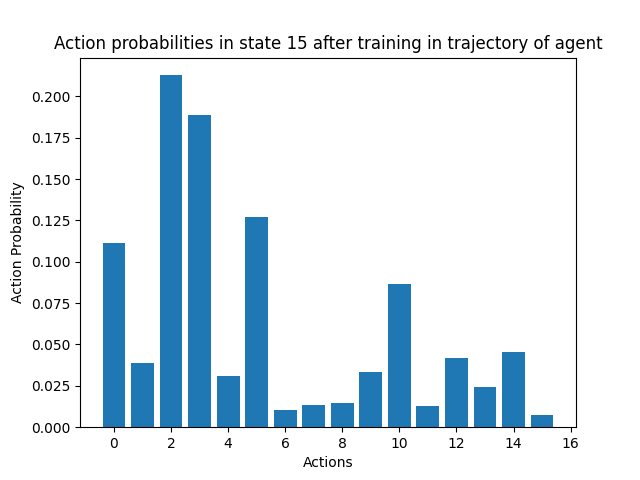 Action probabilities in state 15 after training in trajectory of agent
0.200
0.175
0.150
0.125
0.100
0.075
0.050
0.025
0.000
Action Probability
0 2 4 6 8 10 12 14 16
Actions